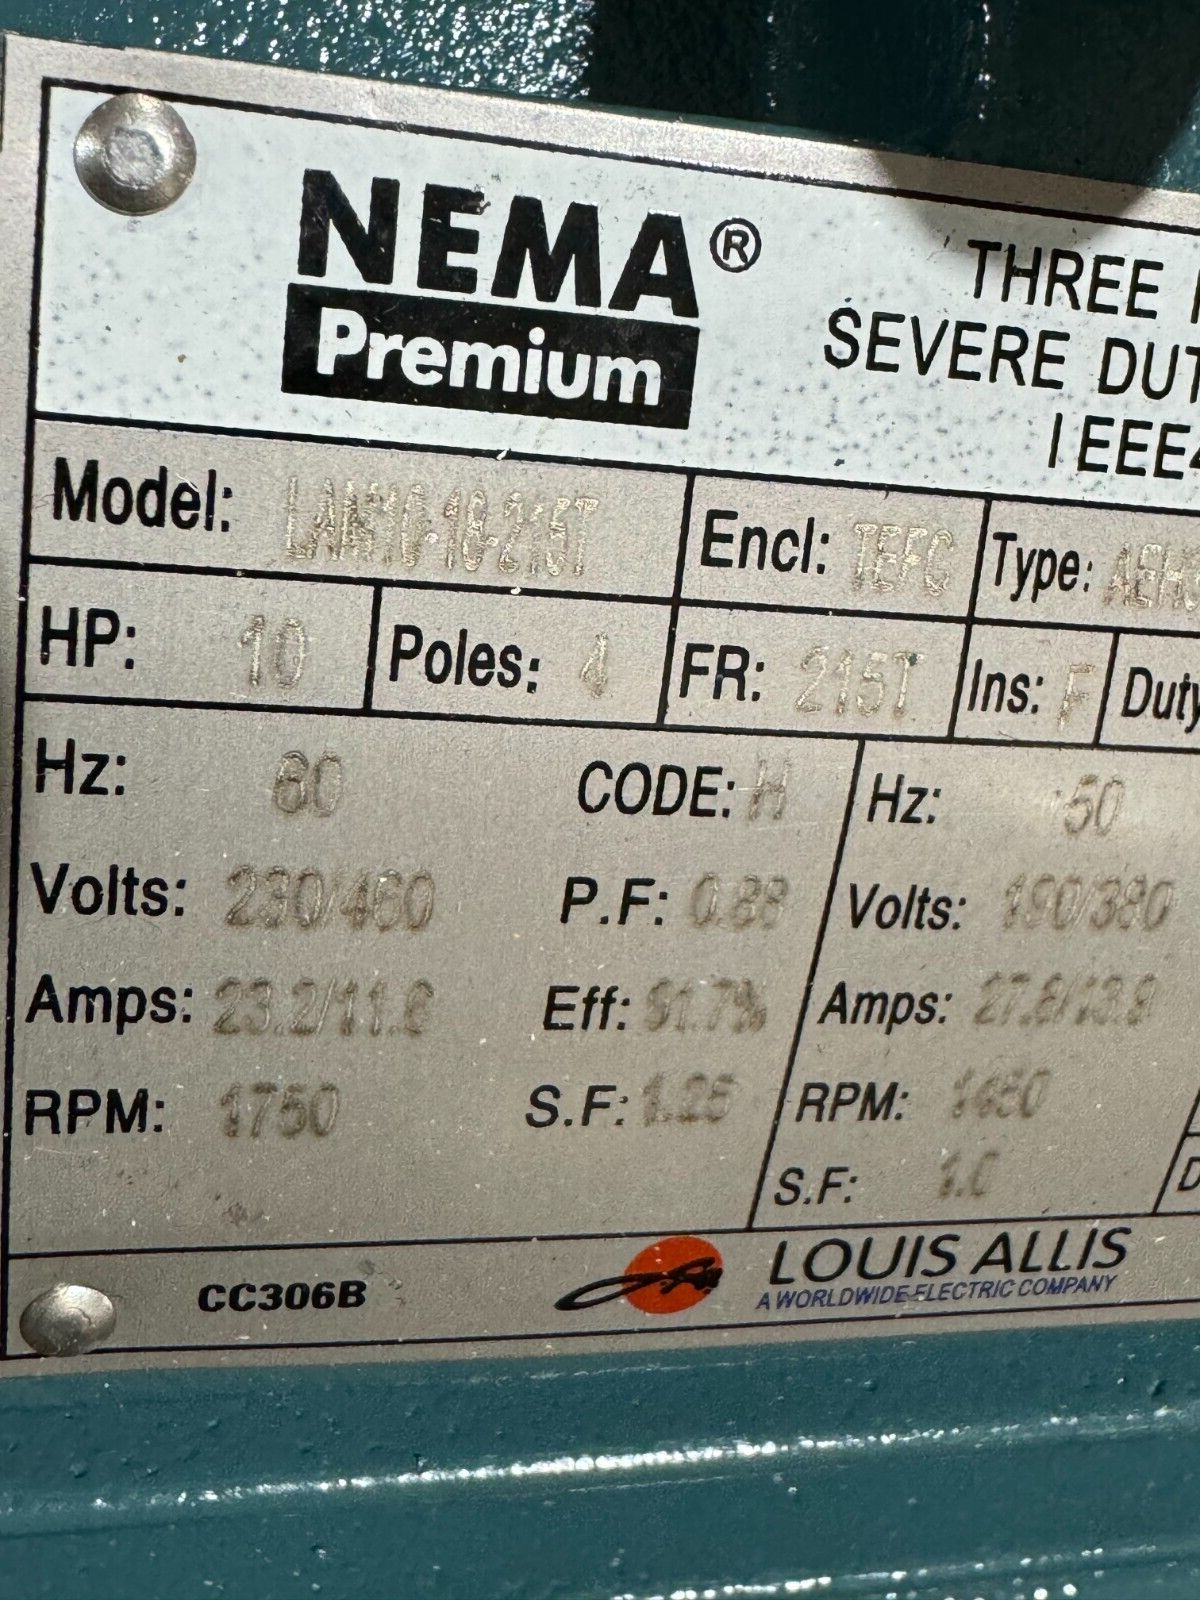 NEMA®
Premium
THREE
SEVERE DUT
IEEE
Model: 10-18-215T Encl: TEFC Type:
HP: 10 Poles: 4 FR: 215T Ins: F Duty
Hz: 60 CODE: H Hz: 50
Volts: 230/460 P.F: 0.88 Volts: 190/380
Amps: 23.2/11.6 Eff: 91.7% Amps: 27.8/13.9
RPM: 1750 S.F: 1.25 RPM: 1450
S.F: 1.0 D
CC306B LOUIS ALLIS
A WORLDWIDE ELECTRIC COMPANY